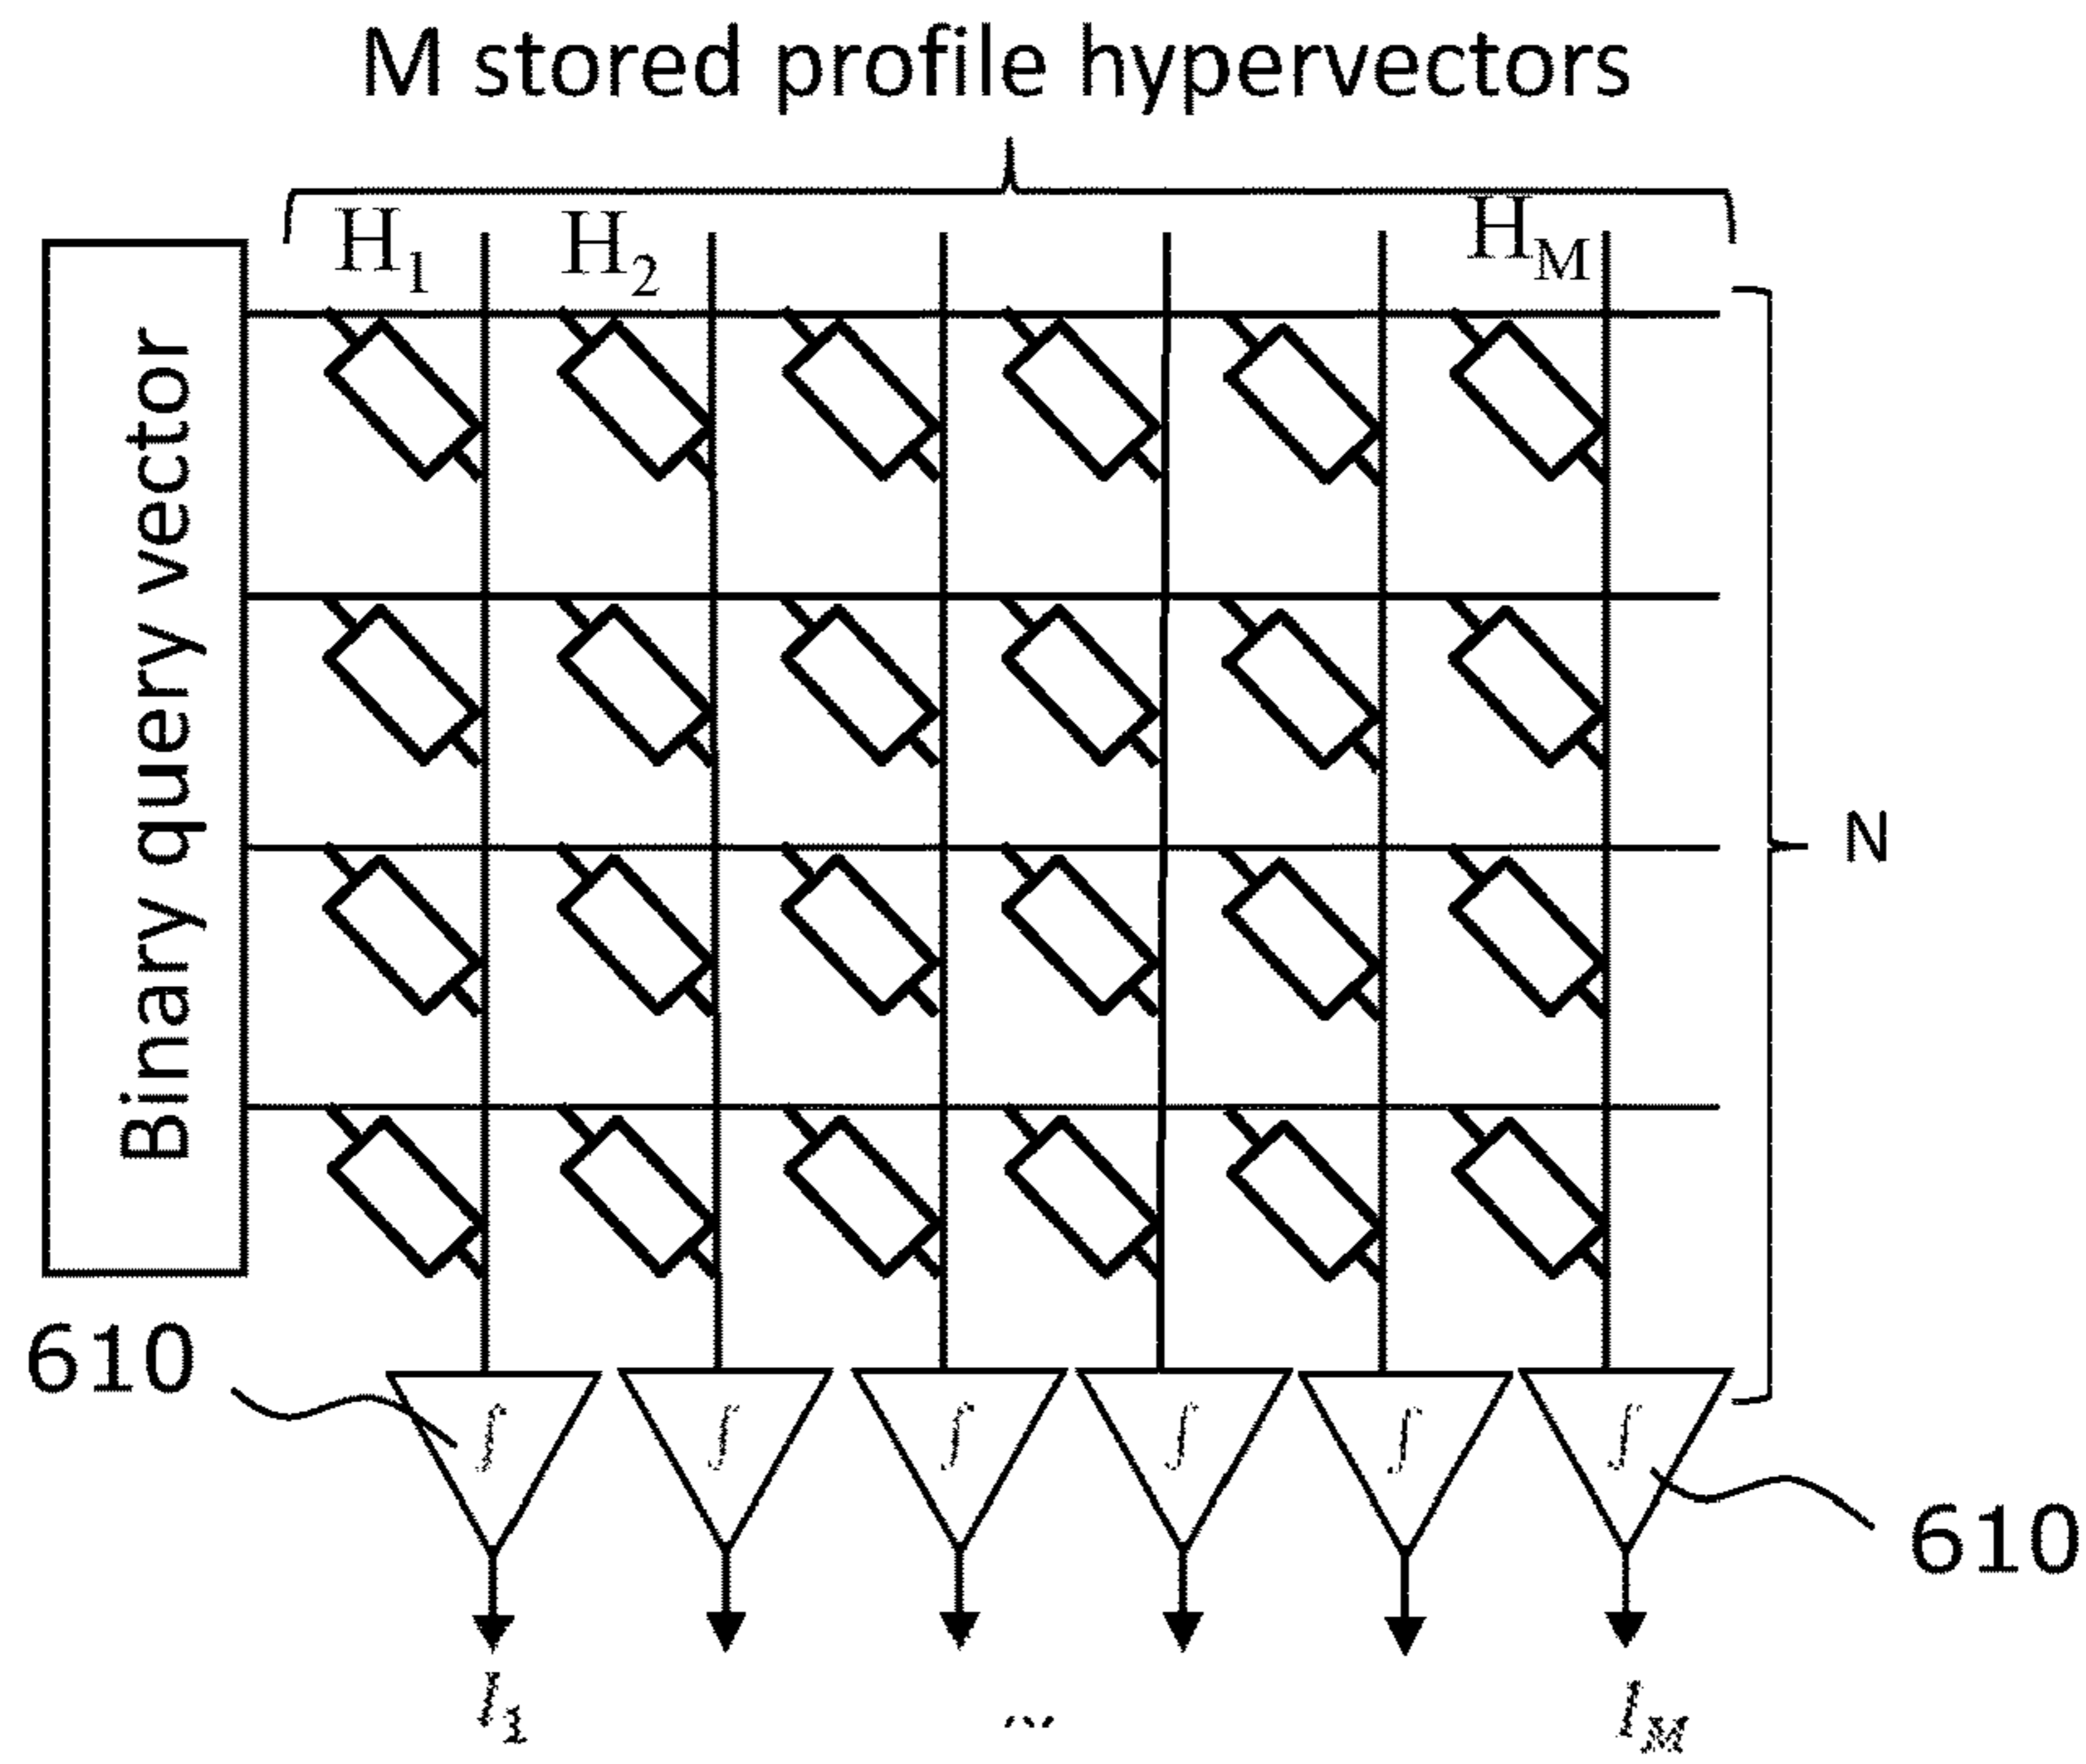 M stored profile hypervectors
H1 H2 HM
Binary query vector
N
610
f f f f f f
610
I1 ... IM